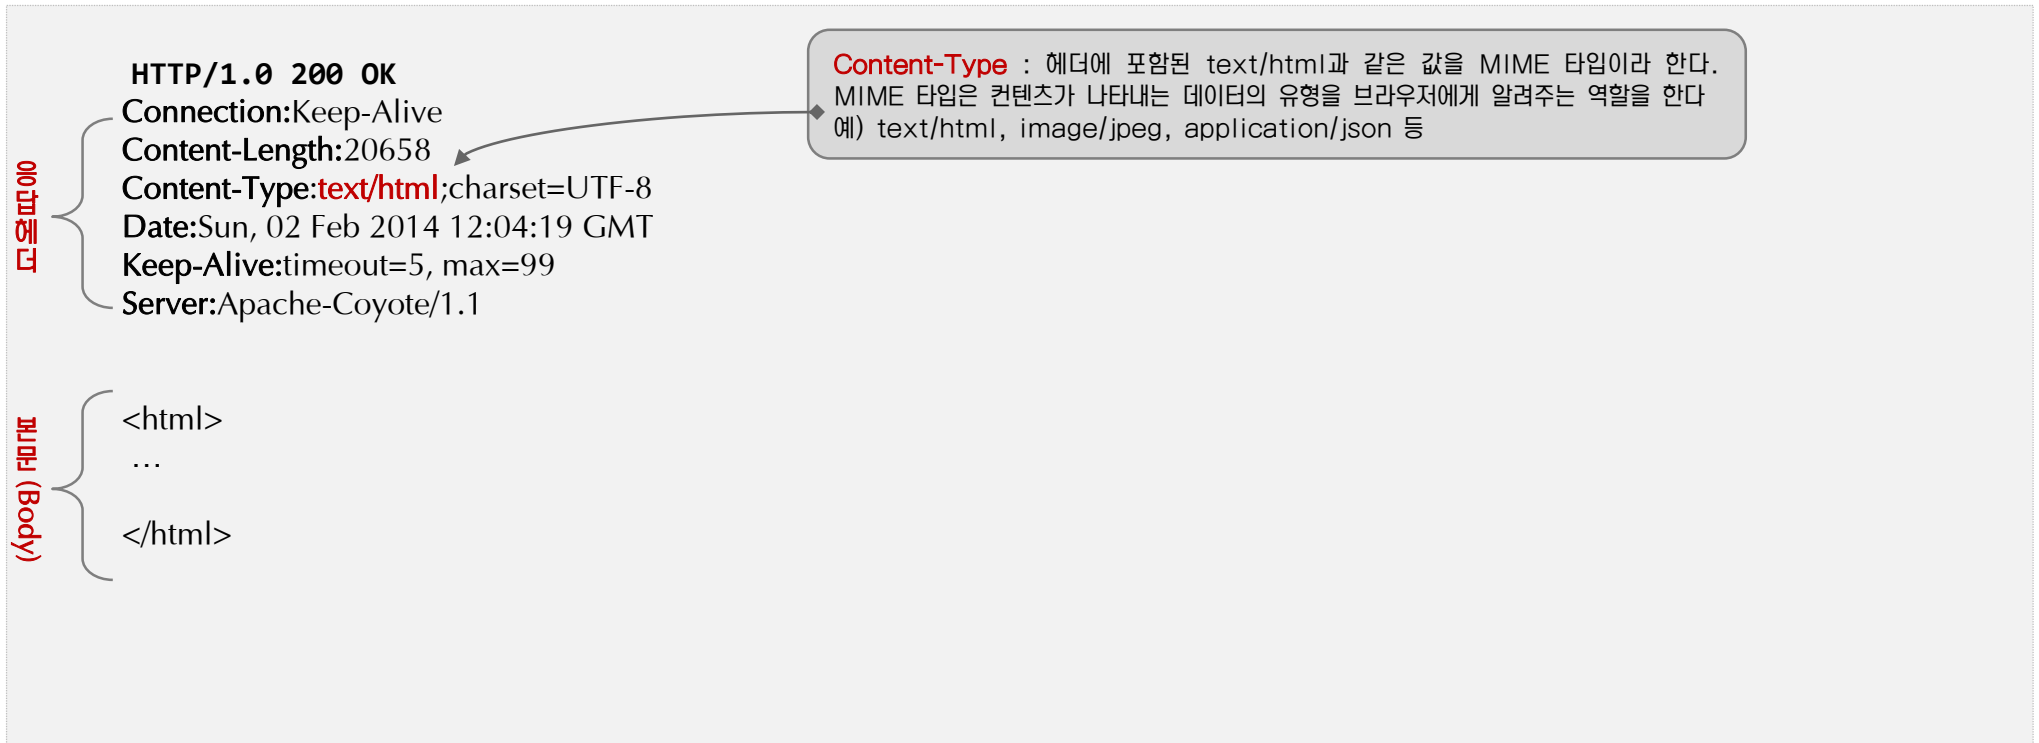 HTTP/1.0 200 OK
Connection:Keep-Alive
Content-Length:20658
Content-Type:text/html;charset=UTF-8
Date:Sun, 02 Feb 2014 12:04:19 GMT
Keep-Alive:timeout=5, max=99
Server:Apache-Coyote/1.1
응답헤더
Content-Type : 헤더에 포함된 text/html과 같은 값을 MIME 타입이라 한다.
MIME 타입은 컨텐츠가 나타내는 데이터의 유형을 브라우저에게 알려주는 역할을 한다
예) text/html, image/jpeg, application/json 등
본문 (Body)
<html>
…
</html>